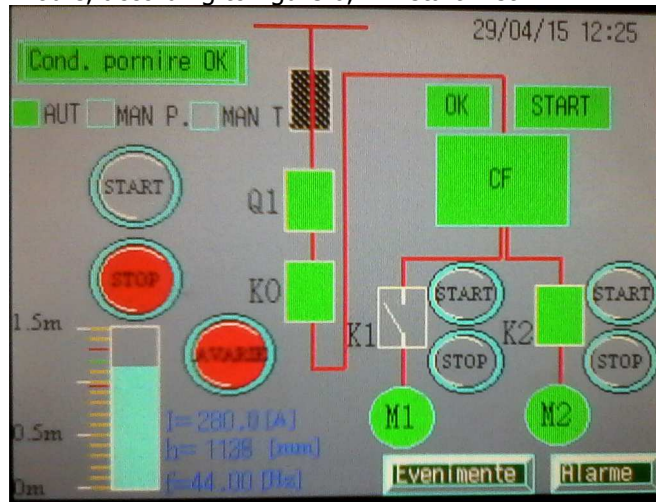 29/04/15 12:25
Cond. pornire OK
AUT MAN P. MAN T
OK START
CF
START
Q1
STOP
K0
START START
K1 K2
STOP STOP
1.5m
AVARIE
M1 M2
I= 280.0 [A]
0.5m
h= 1138 [mm]
f=44.00 [Hz]
0m
Evenimente Alarme